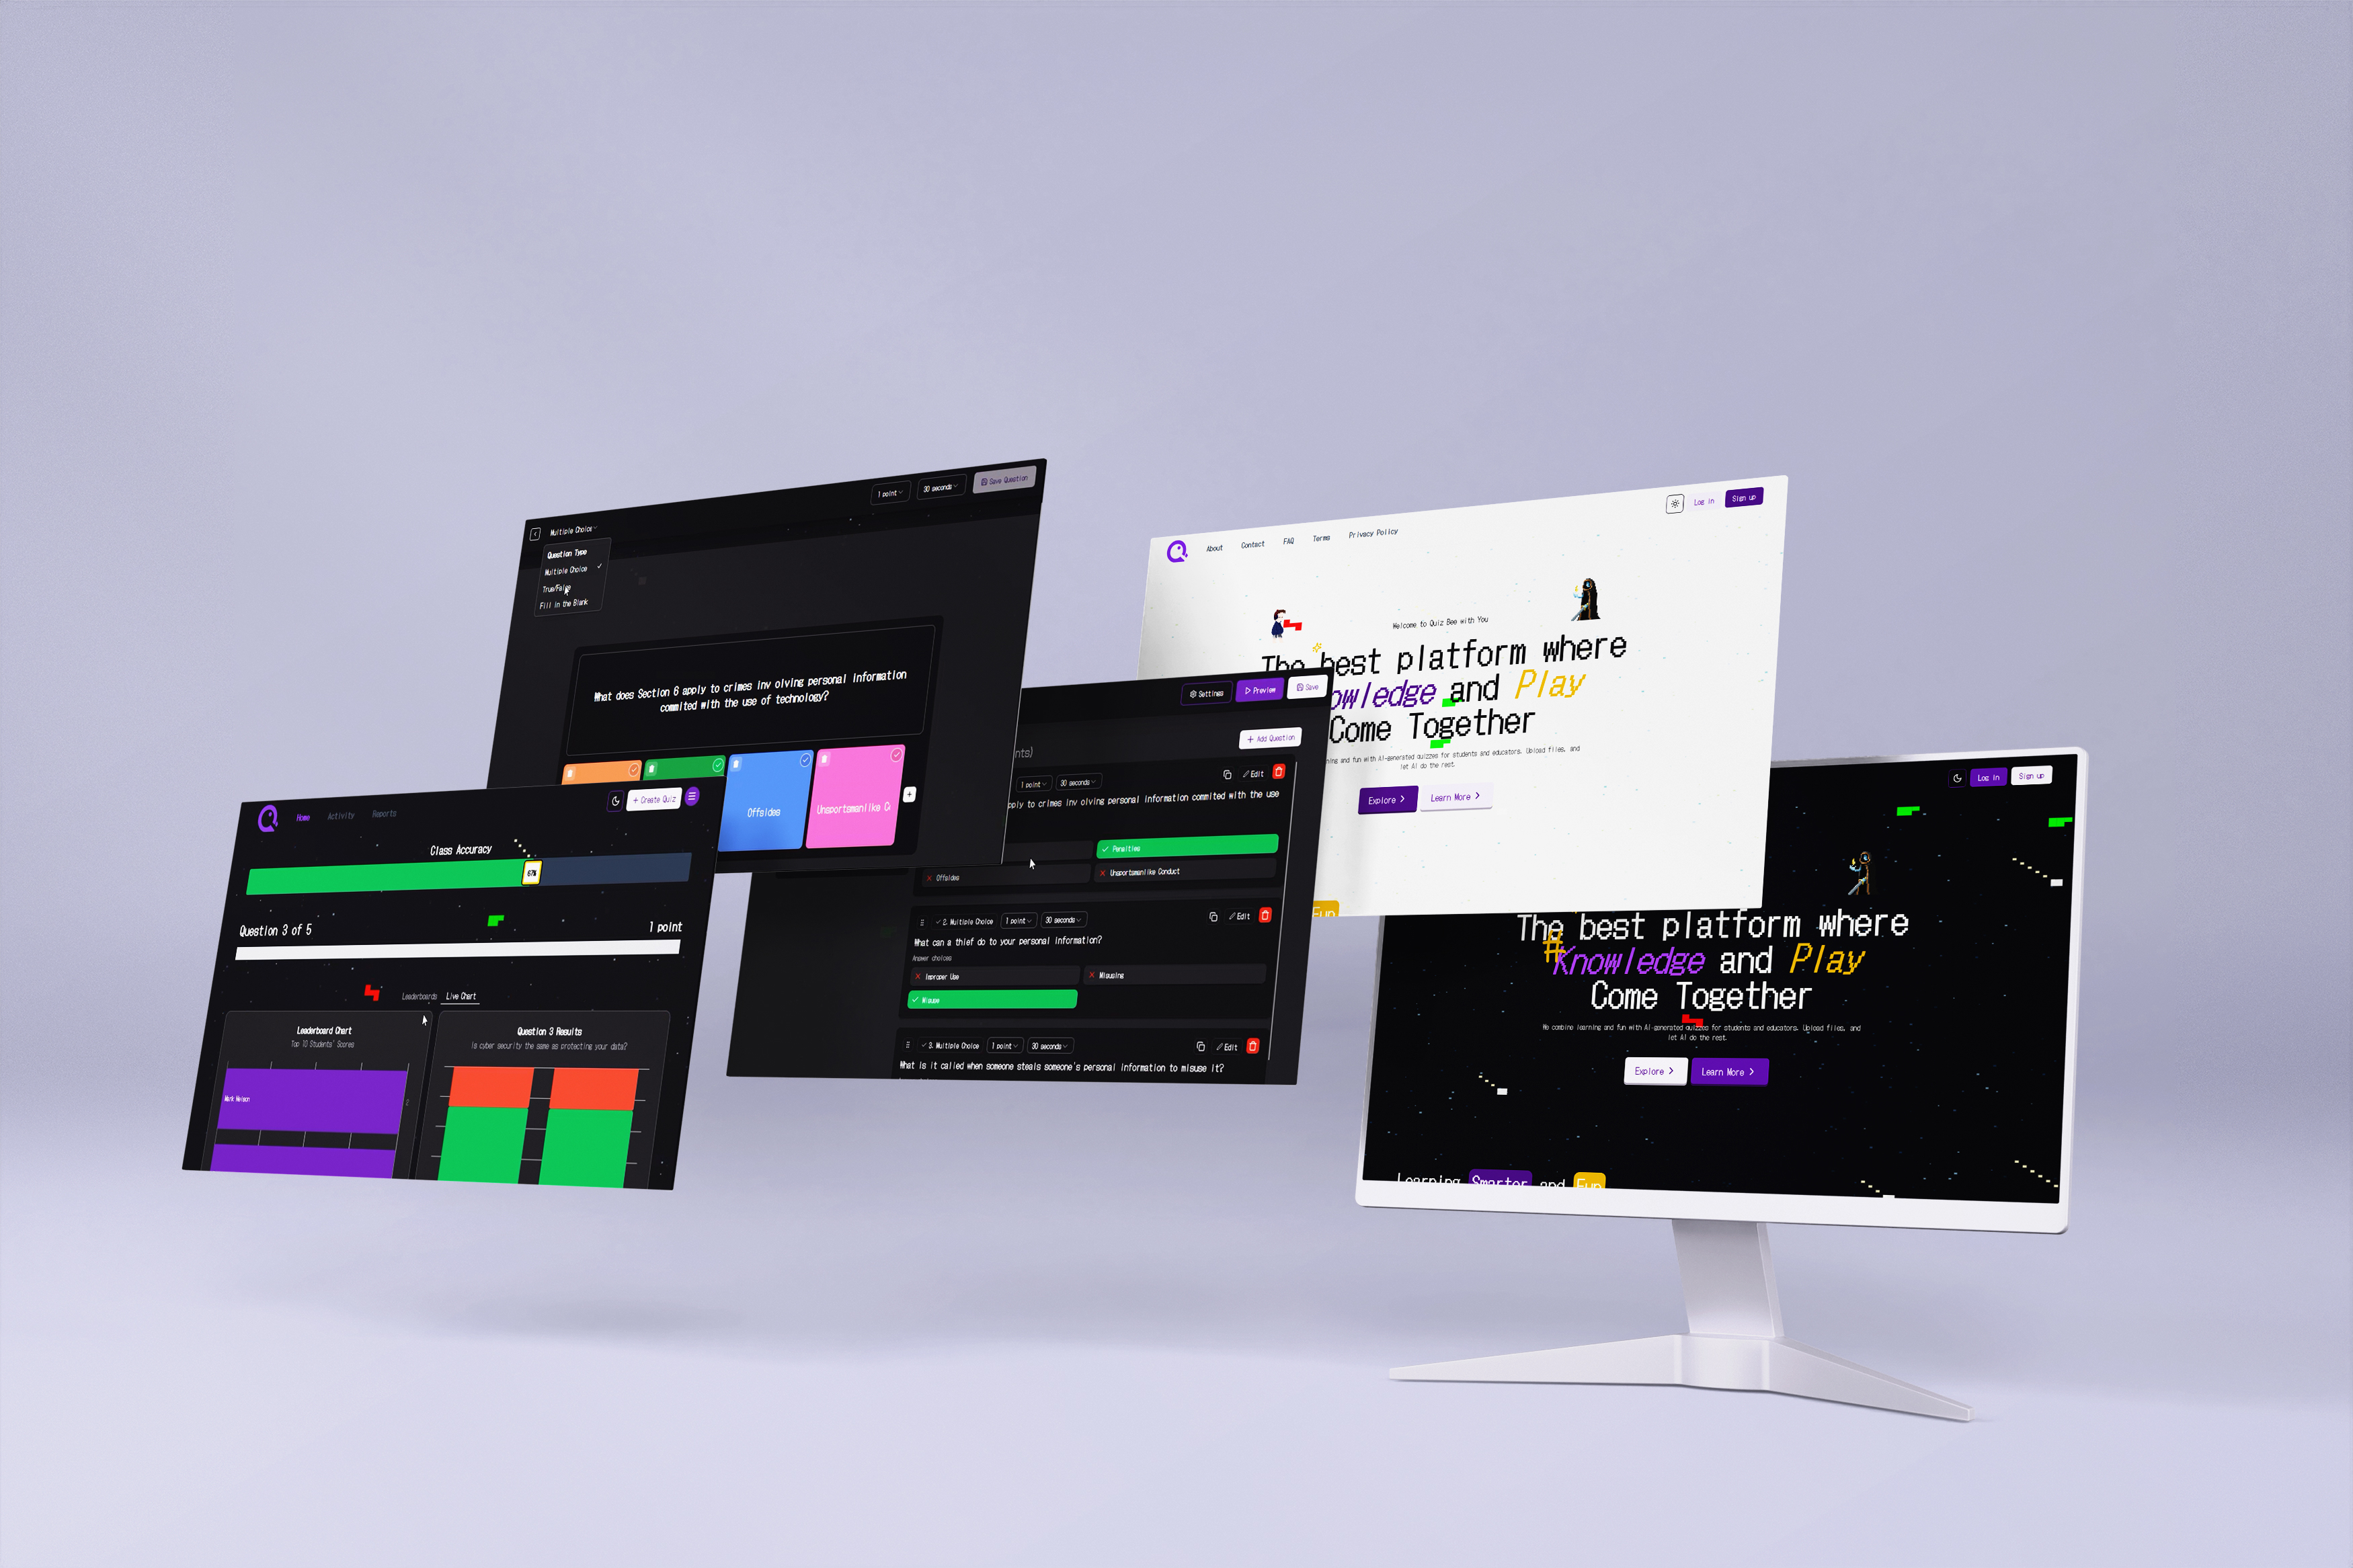 1 point
30 seconds
Save Question
Multiple Choice
Question Type
Multiple Choice
True/False
Fill in the Blank
What does Section 6 apply to crimes inv olving personal information
commited with the use of technology?
Offsides
Unsportsmanlike C
About
Contact
FAQ
Terms
Privacy Policy
Log in
Sign up
Welcome to Quiz Bee with You
The best platform where
owledge and Play
Come Together
ning and fun with AI-generated quizzes for students and educators. Upload files, and
let AI do the rest.
Explore
Learn More
Fun
Settings
Preview
Save
nts)
+ Add Question
1 point
30 seconds
Edit
pply to crimes inv olving personal information commited with the use
Penalties
Offsides
Unsportsmanlike Conduct
2. Multiple Choice
1 point
30 seconds
Edit
What can a thief do to your personal information?
Answer choices
Improper Use
Misusing
Misuse
3. Multiple Choice
1 point
30 seconds
Edit
What is it called when someone steals someone's personal information to misuse it?
Home
Activity
Reports
+ Create Quiz
Class Accuracy
67%
Question 3 of 5
1 point
Leaderboards
Live Chart
Leaderboard Chart
Top 10 Students' Scores
Mark Nelson
Question 3 Results
Is cyber security the same as protecting your data?
Log in
Sign up
The best platform where
#
Knowledge and Play
Come Together
We combine learning and fun with AI-generated quizzes for students and educators. Upload files, and
let AI do the rest.
Explore
Learn More
Learning Smarter and Fun